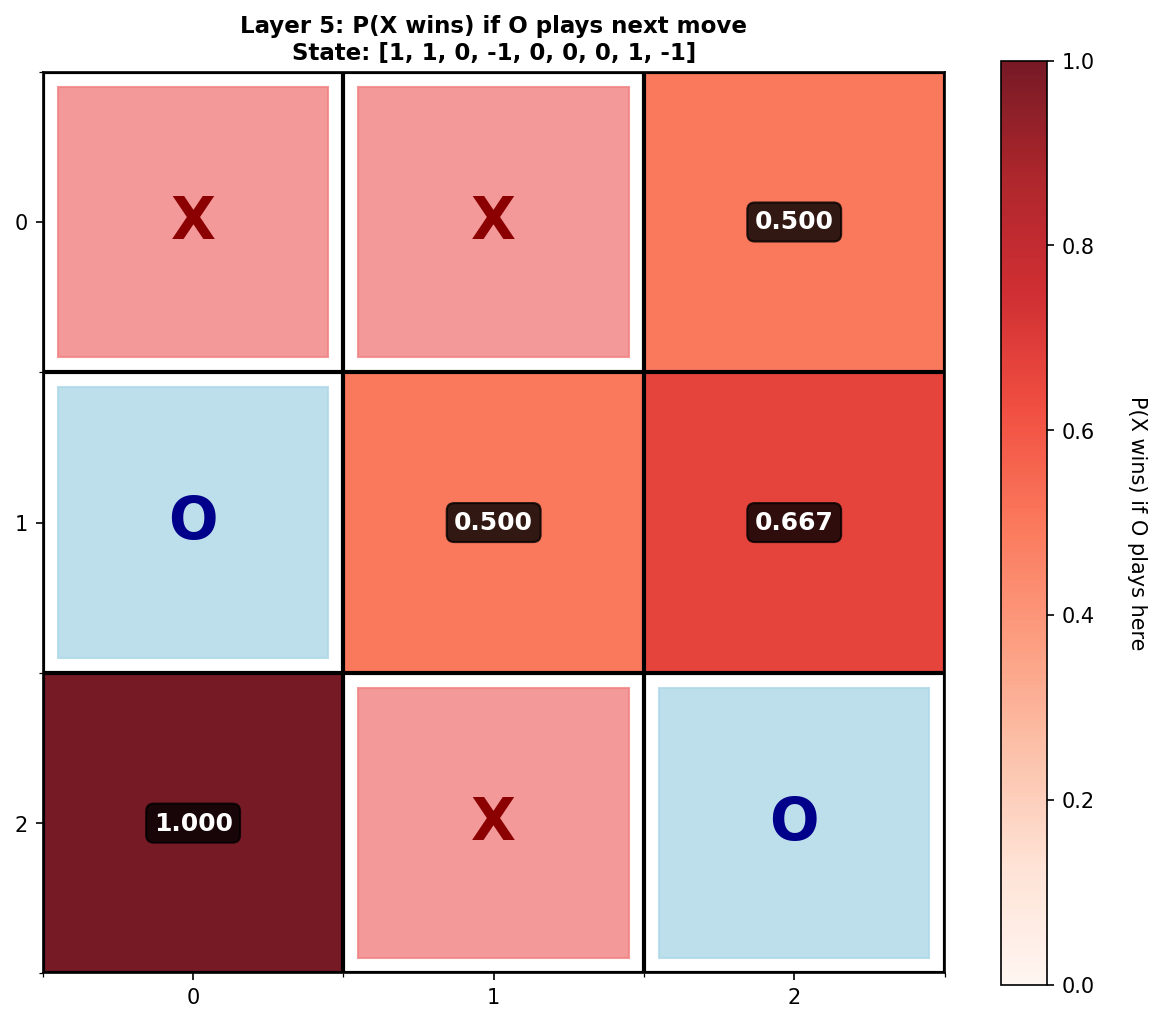 Layer 5: P(X wins) if O plays next move
State: [1, 1, 0, -1, 0, 0, 0, 1, -1]
0
X
X
0.500
1
O
0.500
0.667
2
1.000
X
O
0
1
2
1.0
0.8
0.6
0.4
0.2
0.0
P(X wins) if O plays here